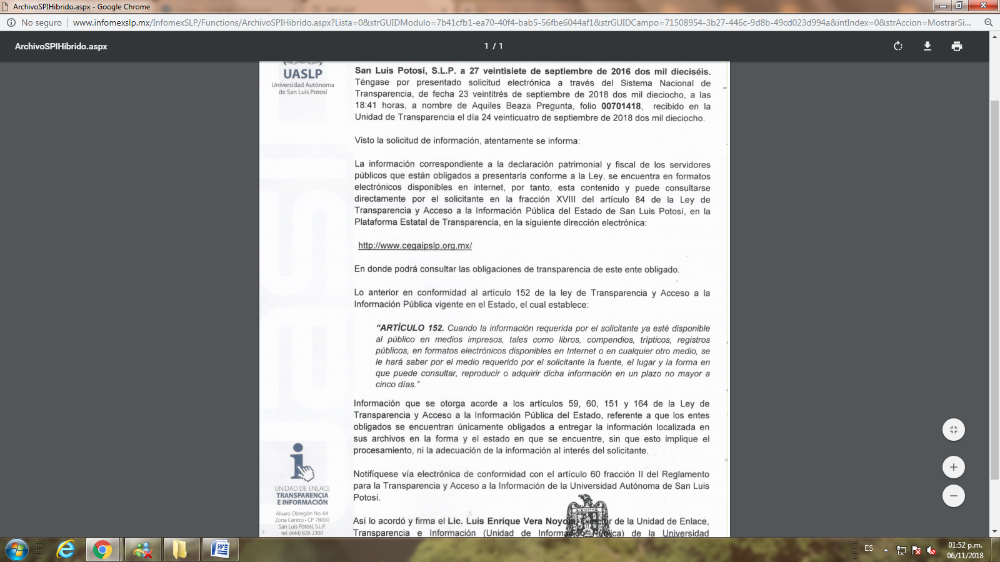 ArchivoSPIHibrido.aspx - Google Chrome
No seguro | www.infomexslp.mx/InfomexSLP/Functions/ArchivoSPIHibrido.aspx?Lista=0&strGUIDModulo=7b41cfb1-ea70-40f4-bab5-56fbe6044af1&strGUIDCampo=71508954-3b27-446c-9d8b-49cd023d994a&intIndex=0&strAccion=MostrarSi...
ArchivoSPIHibrido.aspx
1 / 1
UASLP
Universidad Autónoma
de San Luis Potosí
San Luis Potosí, S.L.P. a 27 veintisiete de septiembre de 2016 dos mil dieciséis.
Téngase por presentado solicitud electrónica a través del Sistema Nacional de
Transparencia, de fecha 23 veintitrés de septiembre de 2018 dos mil dieciocho, a las
18:41 horas, a nombre de Aquiles Beaza Pregunta, folio 00701418, recibido en la
Unidad de Transparencia el día 24 veinticuatro de septiembre de 2018 dos mil dieciocho.
Visto la solicitud de información, atentamente se informa:
La información correspondiente a la declaración patrimonial y fiscal de los servidores
públicos que están obligados a presentarla conforme a la Ley, se encuentra en formatos
electrónicos disponibles en internet, por tanto, esta contenido y puede consultarse
directamente por el solicitante en la fracción XVIII del artículo 84 de la Ley de
Transparencia y Acceso a la Información Pública del Estado de San Luis Potosí, en la
Plataforma Estatal de Transparencia, en la siguiente dirección electrónica:
http://www.cegaipslp.org.mx/
En donde podrá consultar las obligaciones de transparencia de este ente obligado.
Lo anterior en conformidad al artículo 152 de la ley de Transparencia y Acceso a la
Información Pública vigente en el Estado, el cual establece:
“ARTÍCULO 152. Cuando la información requerida por el solicitante ya esté disponible
al público en medios impresos, tales como libros, compendios, trípticos, registros
públicos, en formatos electrónicos disponibles en Internet o en cualquier otro medio, se
le hará saber por el medio requerido por el solicitante la fuente, el lugar y la forma en
que puede consultar, reproducir o adquirir dicha información en un plazo no mayor a
cinco días.”
Información que se otorga acorde a los artículos 59, 60, 151 y 164 de la Ley de
Transparencia y Acceso a la Información Pública del Estado, referente a que los entes
obligados se encuentran únicamente obligados a entregar la información localizada en
sus archivos en la forma y el estado en que se encuentre, sin que esto implique el
procesamiento, ni la adecuación de la información al interés del solicitante.
Notifíquese vía electrónica de conformidad con el artículo 60 fracción II del Reglamento
para la Transparencia y Acceso a la Información de la Universidad Autónoma de San Luis
Potosí.
Así lo acordó y firma el Lic. Luis Enrique Vera Noyola, Director de la Unidad de Enlace,
Transparencia e Información (Unidad de Información Pública) de la Universidad
UNIDAD DE ENLACE
TRANSPARENCIA
E INFORMACIÓN
Álvaro Obregón No. 64
Zona Centro • CP 78000
San Luis Potosí, S.L.P.
tel. (444) 826 2300
ES
01:52 p.m.
06/11/2018